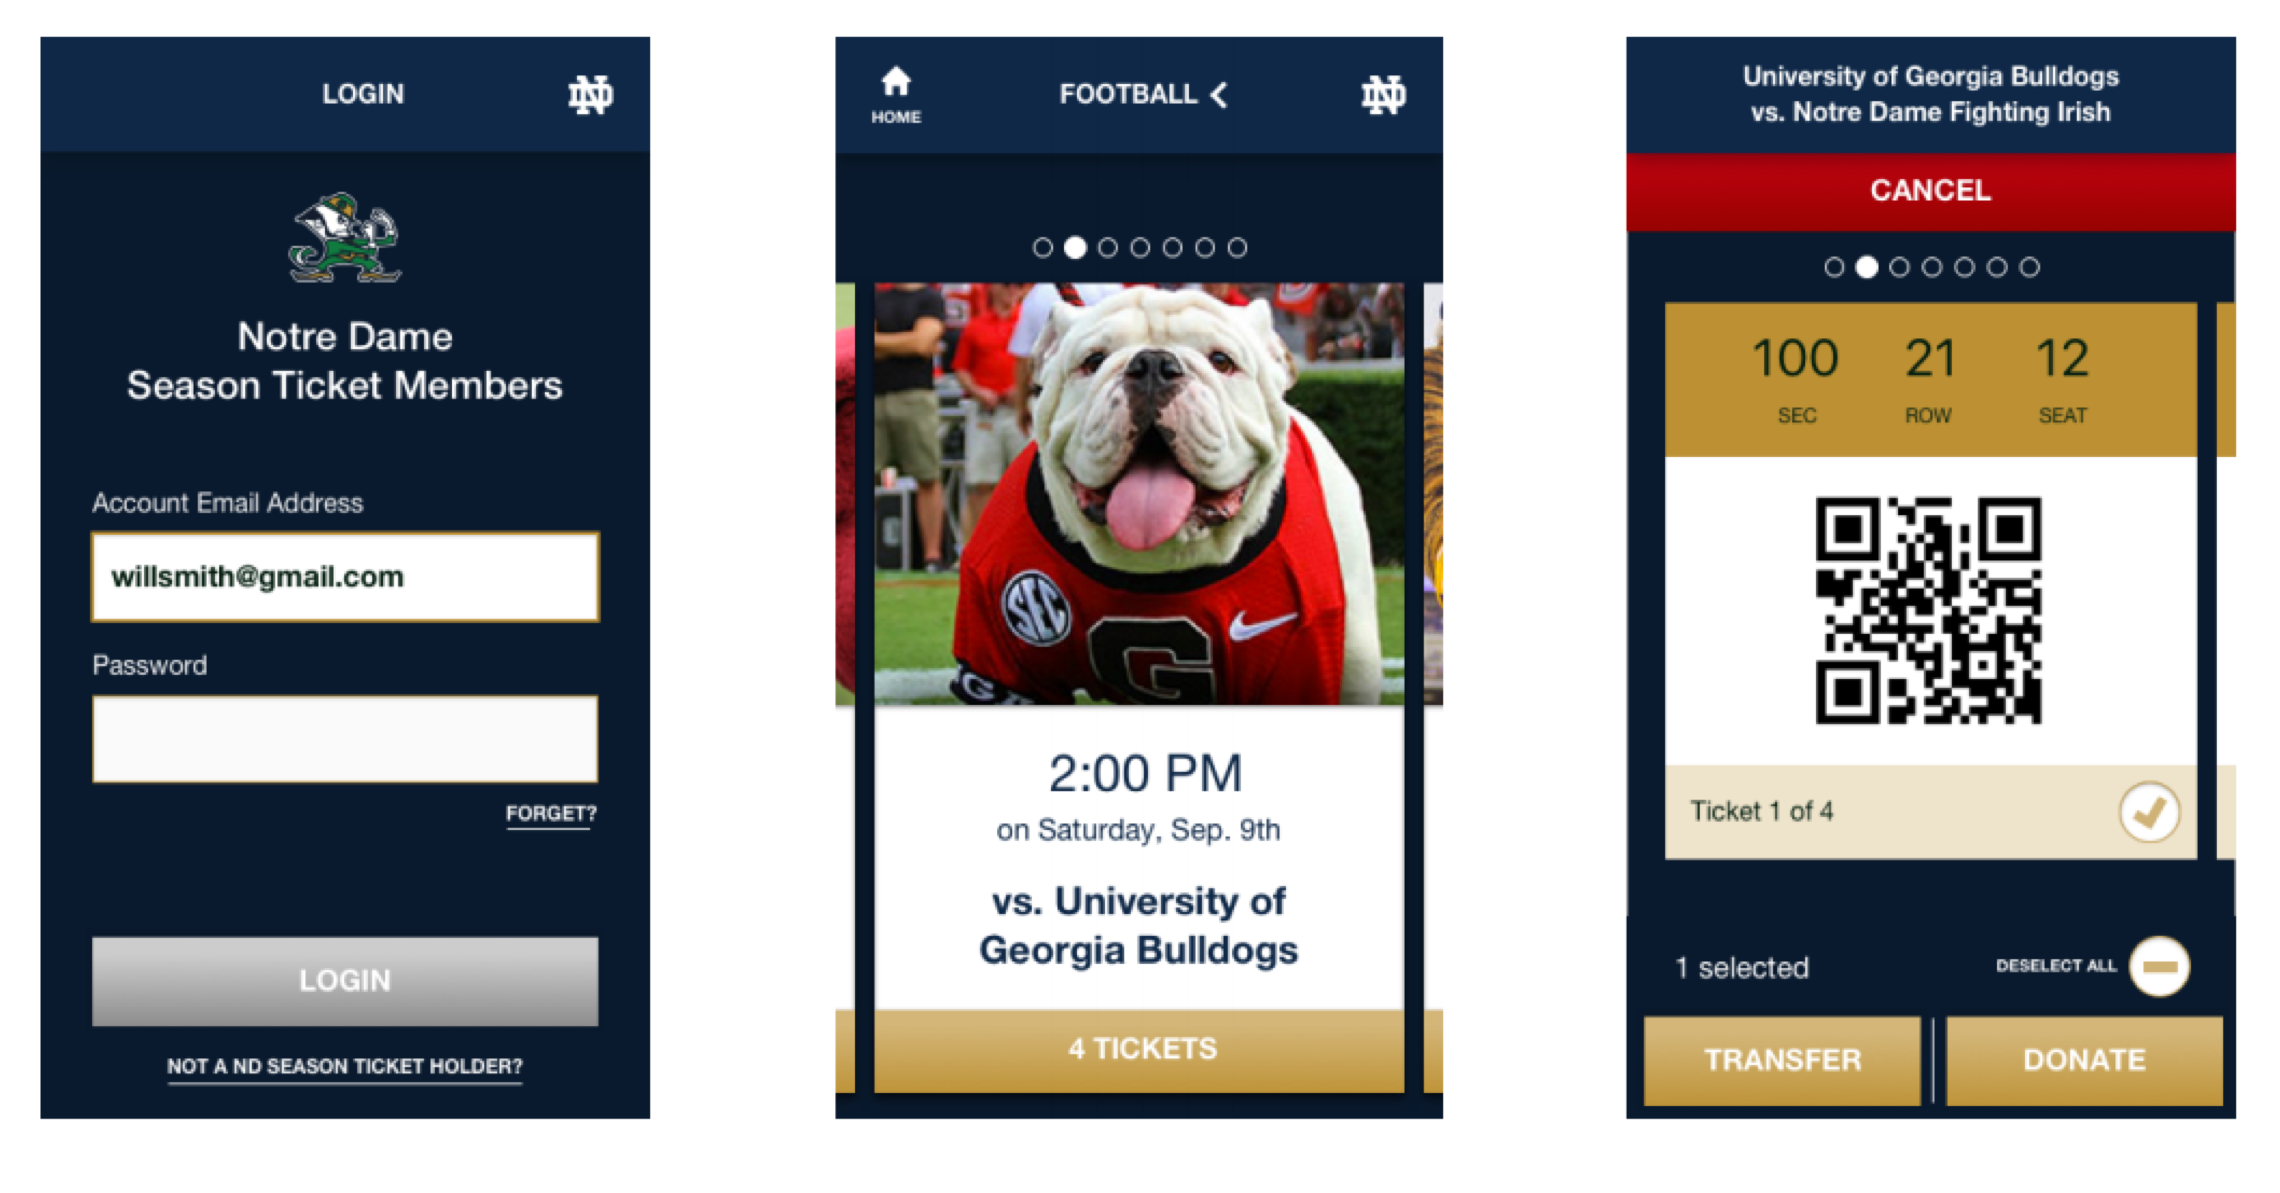 LOGIN
ND
Notre Dame
Season Ticket Members
Account Email Address
willsmith@gmail.com
Password
FORGET?
LOGIN
NOT A ND SEASON TICKET HOLDER?
HOME
FOOTBALL <
ND
SEC
G
G
2:00 PM
on Saturday, Sep. 9th
vs. University of
Georgia Bulldogs
4 TICKETS
University of Georgia Bulldogs
vs. Notre Dame Fighting Irish
CANCEL
100 21 12
SEC ROW SEAT
Ticket 1 of 4
1 selected DESELECT ALL
TRANSFER DONATE